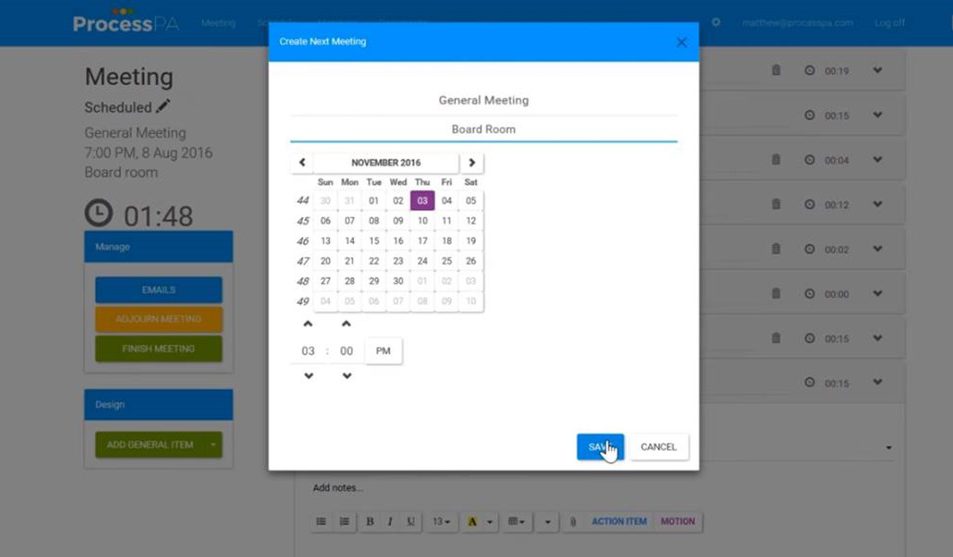 ProcessPA
Meeting
matthew@processpa.com
Log off
Meeting
Scheduled
General Meeting
7:00 PM, 8 Aug 2016
Board room
01:48
Manage
EMAILS
ADJOURN MEETING
FINISH MEETING
Design
ADD GENERAL ITEM
Create Next Meeting
General Meeting
Board Room
NOVEMBER 2016
Sun Mon Tue Wed Thu Fri Sat
44 30 31 01 02 03 04 05
45 06 07 08 09 10 11 12
46 13 14 15 16 17 18 19
47 20 21 22 23 24 25 26
48 27 28 29 30 01 02 03
49 04 05 06 07 08 09 10
03 : 00 PM
SAVE
CANCEL
00:19
00:15
00:04
00:12
00:02
00:00
00:15
00:15
Add notes...
B I U 13 A ACTION ITEM MOTION